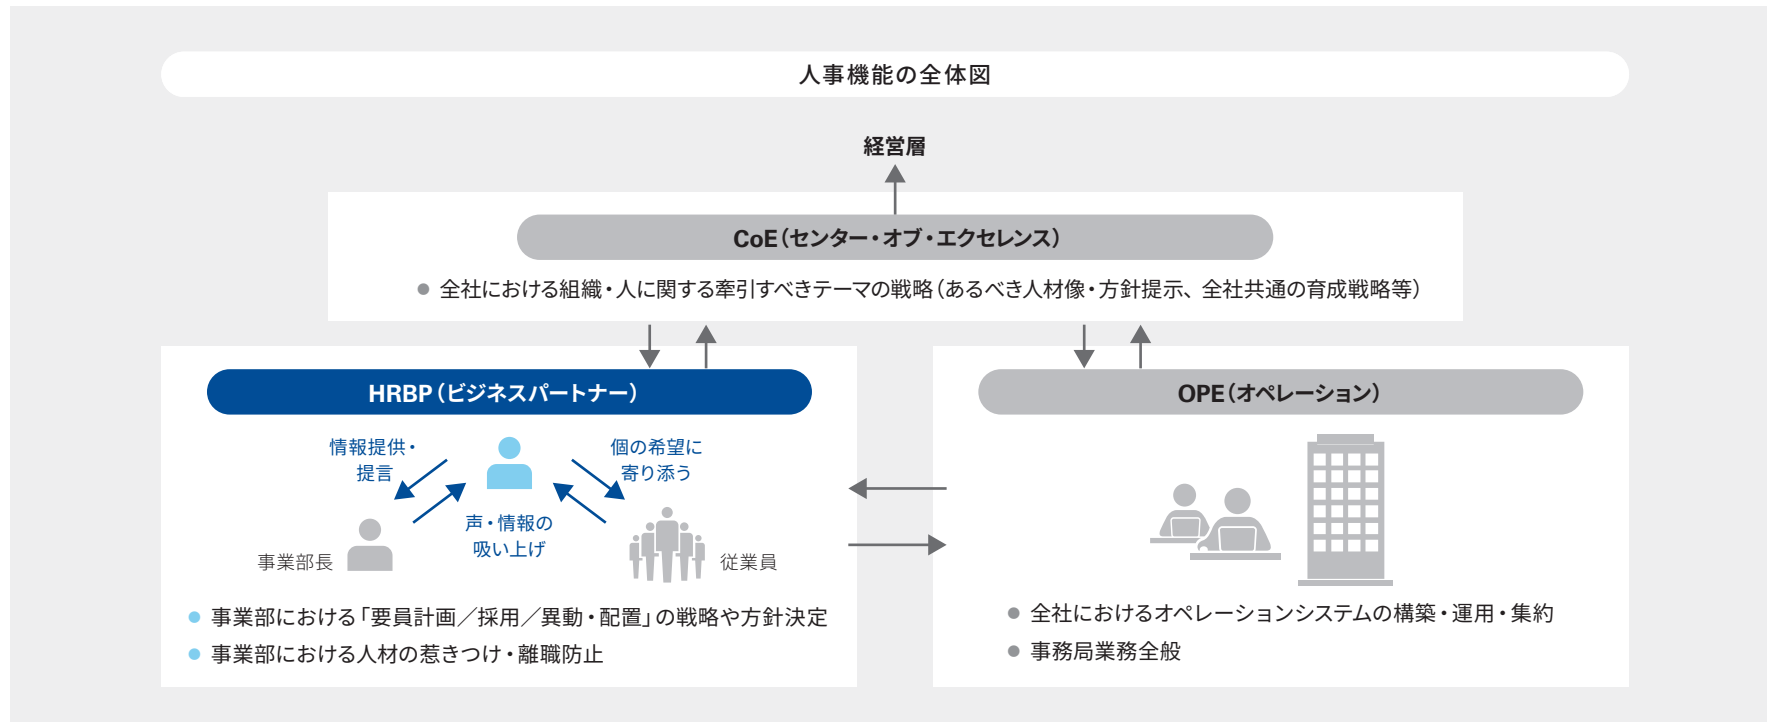 人事機能の全体図
経営層
CoE(センター・オブ・エクセレンス)
● 全社における組織・人に関する牽引すべきテーマの戦略(あるべき人材像・方針提示、全社共通の育成戦略等)
HRBP(ビジネスパートナー)
情報提供・
提言
個の希望に
寄り添う
声・情報の
吸い上げ
事業部長
従業員
● 事業部における「要員計画／採用／異動・配置」の戦略や方針決定
● 事業部における人材の惹きつけ・離職防止
OPE(オペレーション)
● 全社におけるオペレーションシステムの構築・運用・集約
● 事務局業務全般